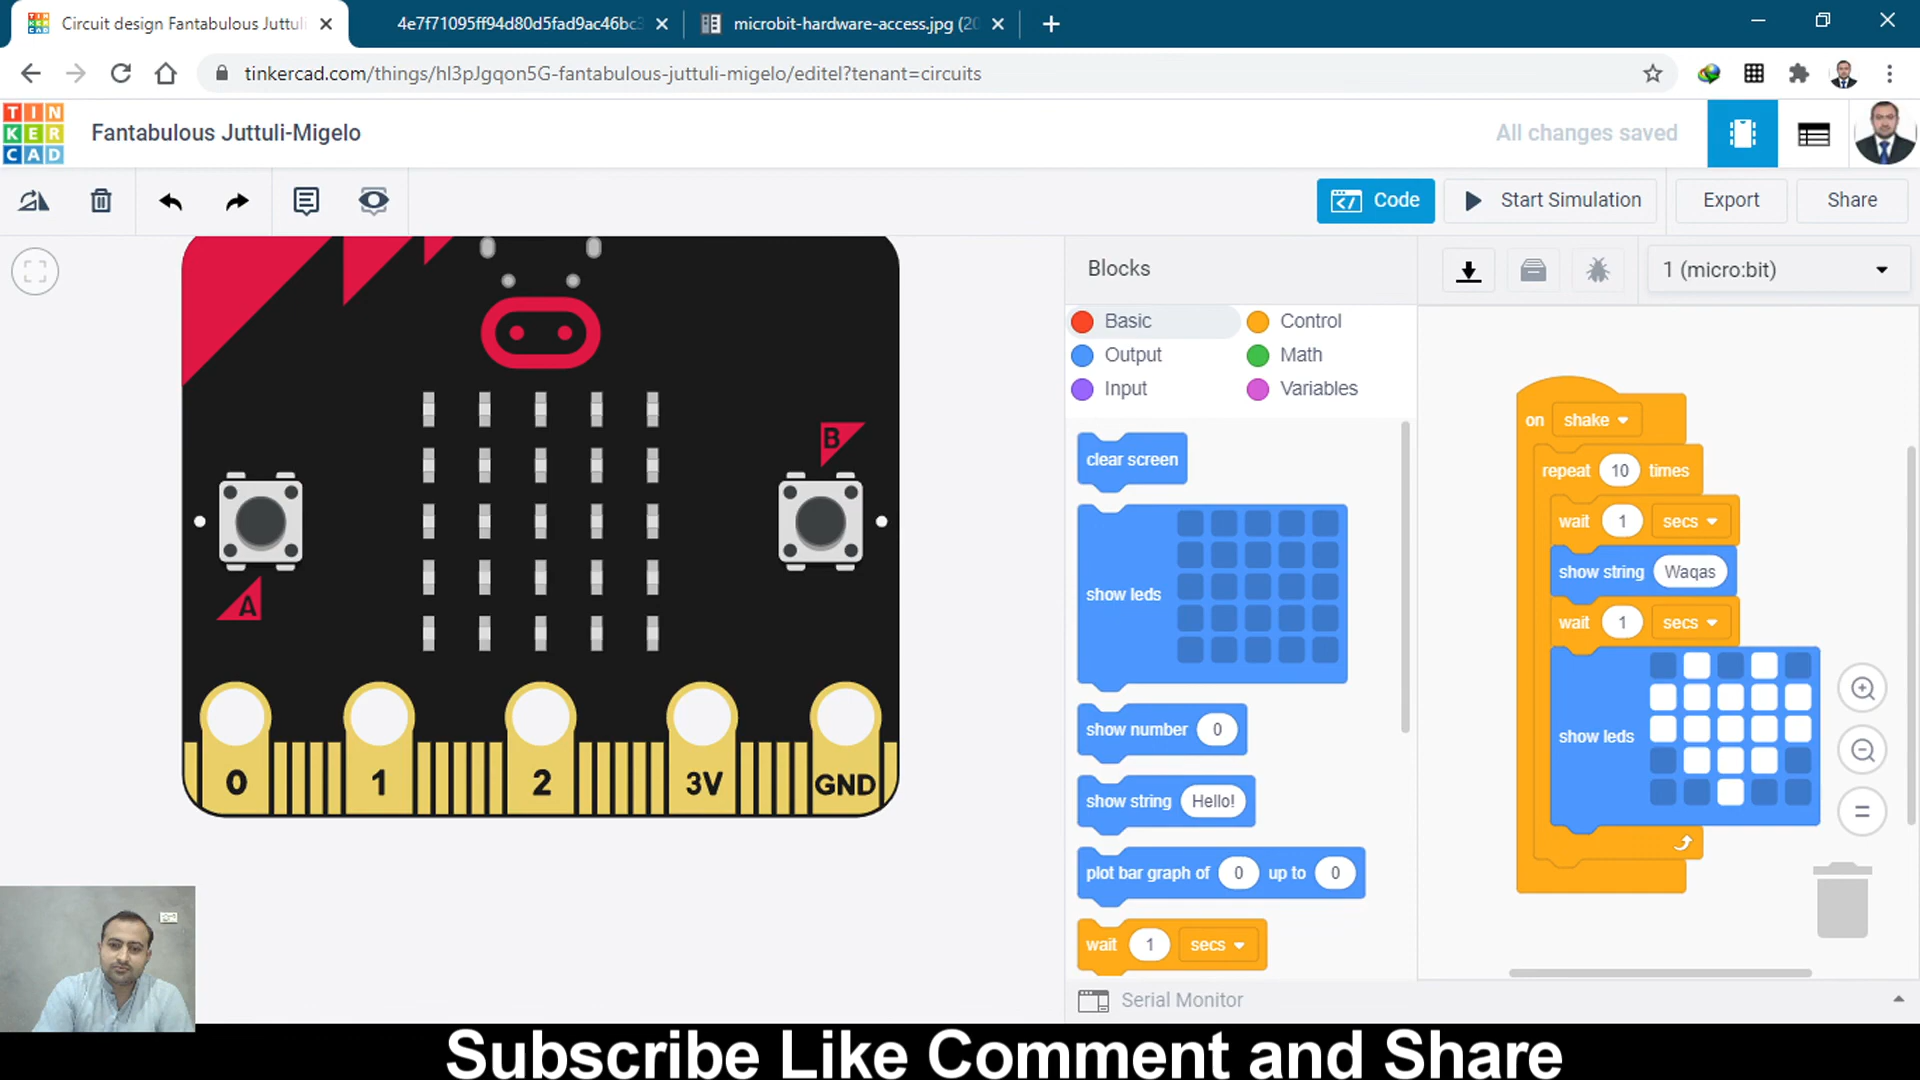 Circuit design Fantabulous Juttuli
4e7f71095ff94d80d5fad9ac46bc3
microbit-hardware-access.jpg (20
tinkercad.com/things/hl3pJgqon5G-fantabulous-juttuli-migelo/editel?tenant=circuits
TIN
KER
CAD
Fantabulous Juttuli-Migelo
All changes saved
Code
Start Simulation
Export
Share
Blocks
1 (micro:bit)
Basic
Control
Output
Math
Input
Variables
clear screen
show leds
show number 0
show string Hello!
plot bar graph of 0 up to 0
wait 1 secs
on shake
repeat 10 times
wait 1 secs
show string Waqas
wait 1 secs
show leds
B
A
0 1 2 3V GND
Serial Monitor
Subscribe Like Comment and Share